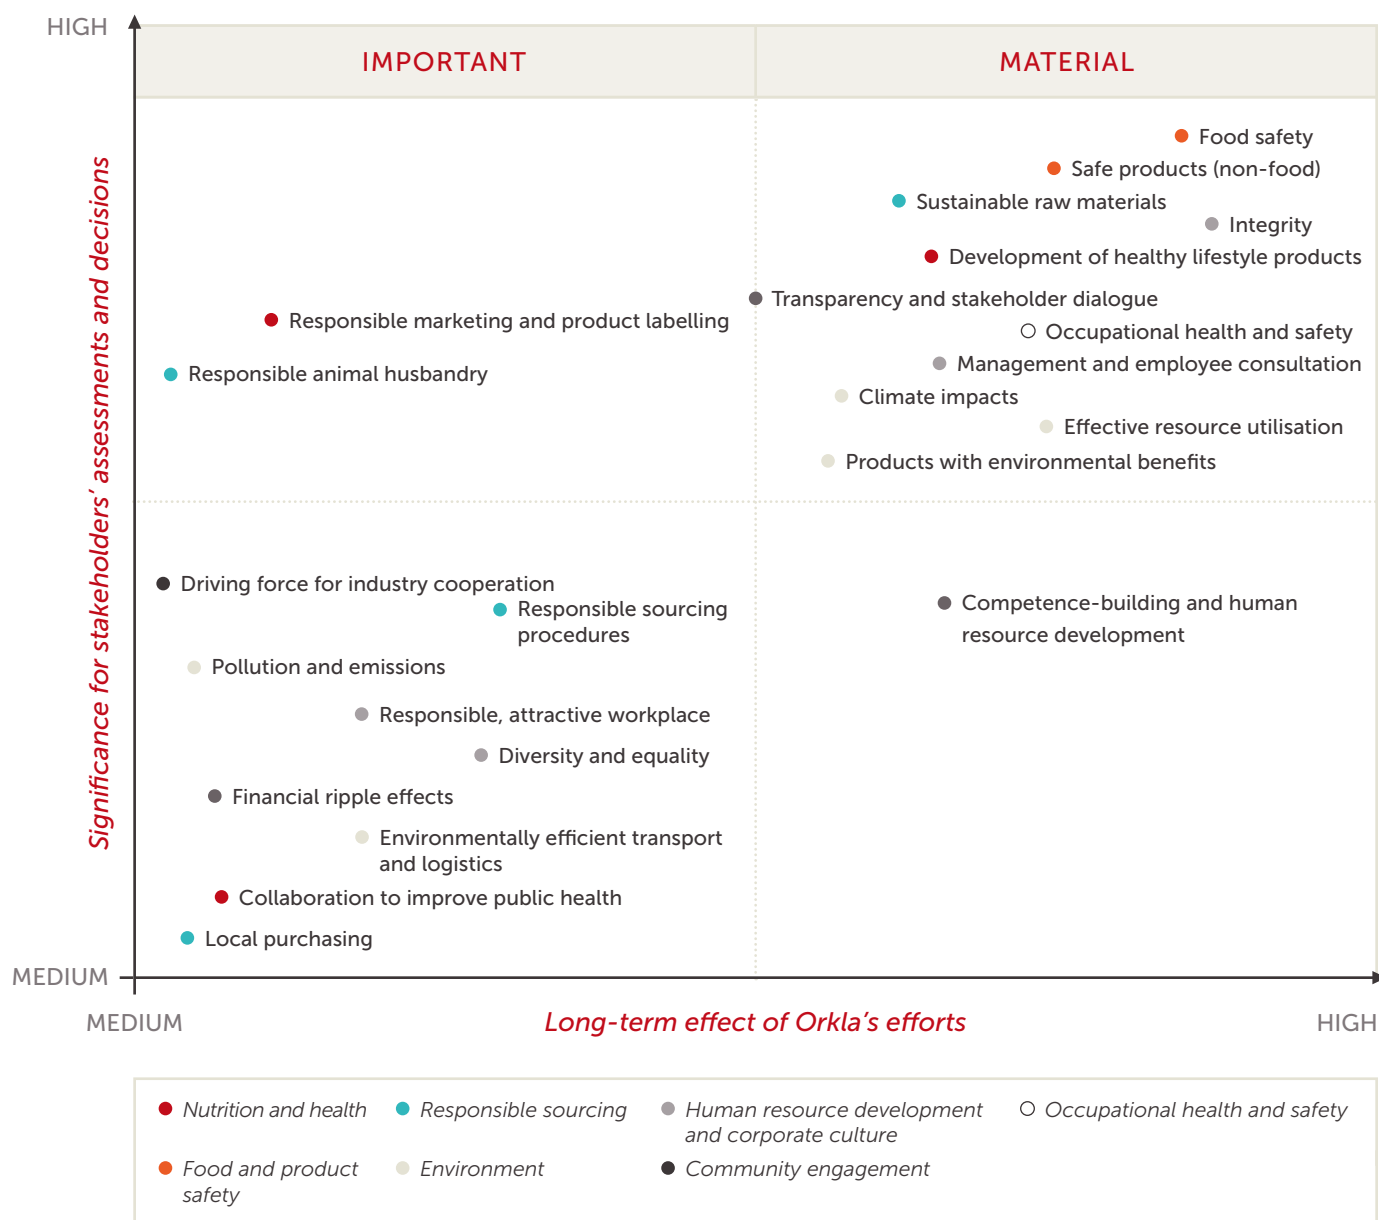 HIGH
IMPORTANT
MATERIAL
Significance for stakeholders' assessments and decisions
Food safety
Safe products (non-food)
Sustainable raw materials
Integrity
Development of healthy lifestyle products
Transparency and stakeholder dialogue
Responsible marketing and product labelling
Occupational health and safety
Management and employee consultation
Responsible animal husbandry
Climate impacts
Effective resource utilisation
Products with environmental benefits
Driving force for industry cooperation
Responsible sourcing
procedures
Competence-building and human
resource development
Pollution and emissions
Responsible, attractive workplace
Diversity and equality
Financial ripple effects
Environmentally efficient transport
and logistics
Collaboration to improve public health
Local purchasing
MEDIUM
MEDIUM
Long-term effect of Orkla's efforts
HIGH
Nutrition and health
Responsible sourcing
Human resource development
and corporate culture
Occupational health and safety
Food and product
safety
Environment
Community engagement